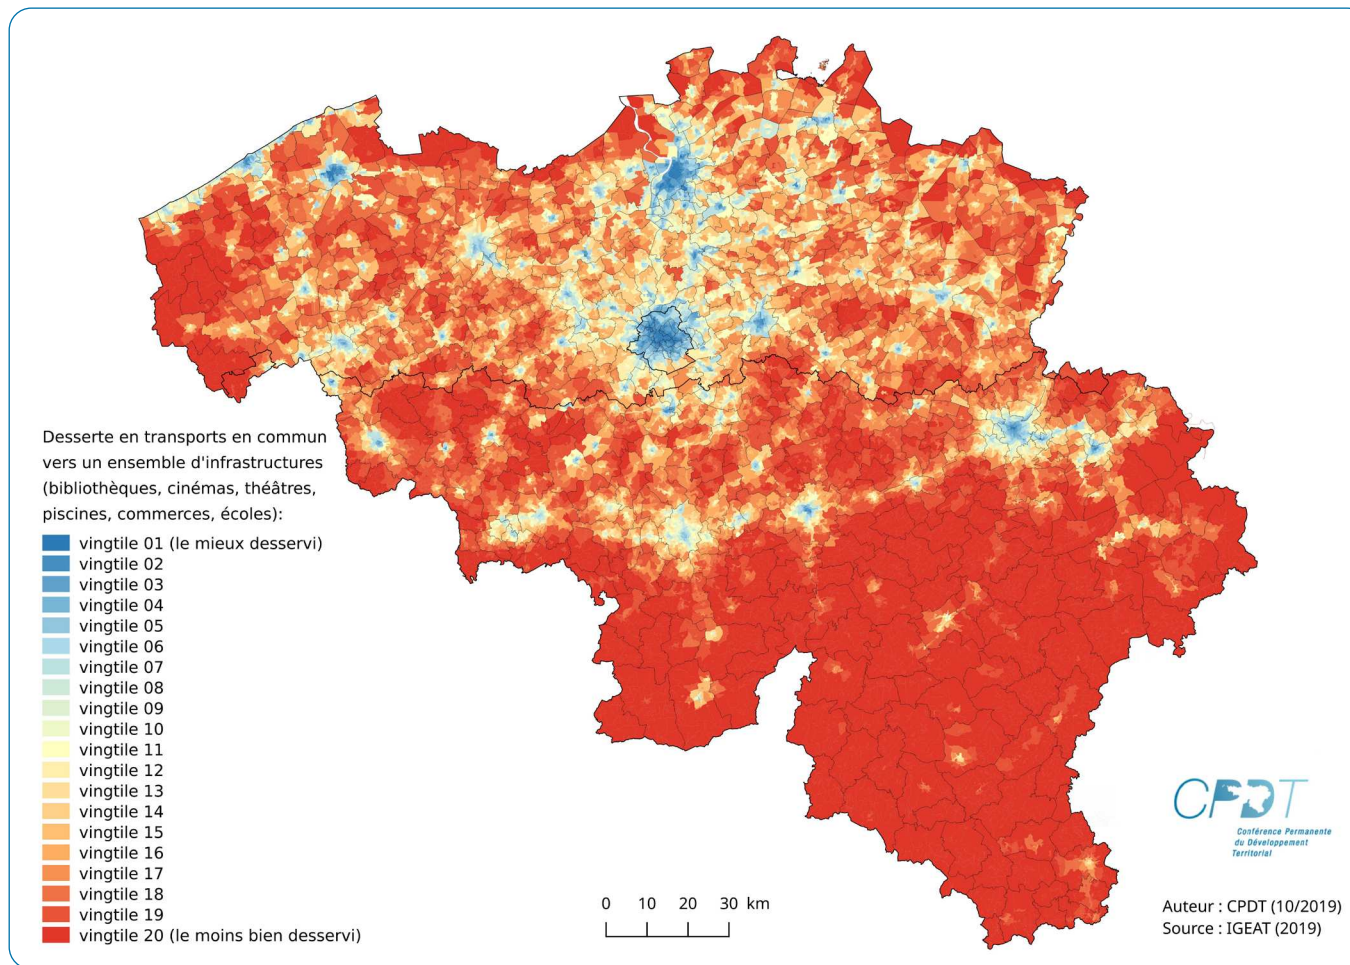 Desserte en transports en commun
vers un ensemble d'infrastructures
(bibliothèques, cinémas, théâtres,
piscines, commerces, écoles):
vingtile 01 (le mieux desservi)
vingtile 02
vingtile 03
vingtile 04
vingtile 05
vingtile 06
vingtile 07
vingtile 08
vingtile 09
vingtile 10
vingtile 11
vingtile 12
vingtile 13
vingtile 14
vingtile 15
vingtile 16
vingtile 17
vingtile 18
vingtile 19
vingtile 20 (le moins bien desservi)
0 10 20 30 km
CPDT
Conférence Permanente
du Développement
Territorial
Auteur : CPDT (10/2019)
Source : IGEAT (2019)